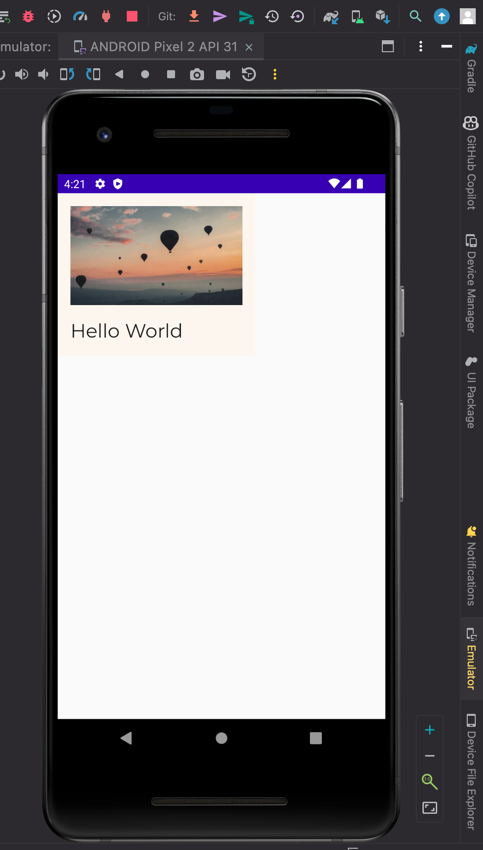 Git:
mulator:
ANDROID Pixel 2 API 31
4:21
Hello World
Gradle
GitHub Copilot
Device Manager
UI Package
Notifications
Emulator
Device File Explorer